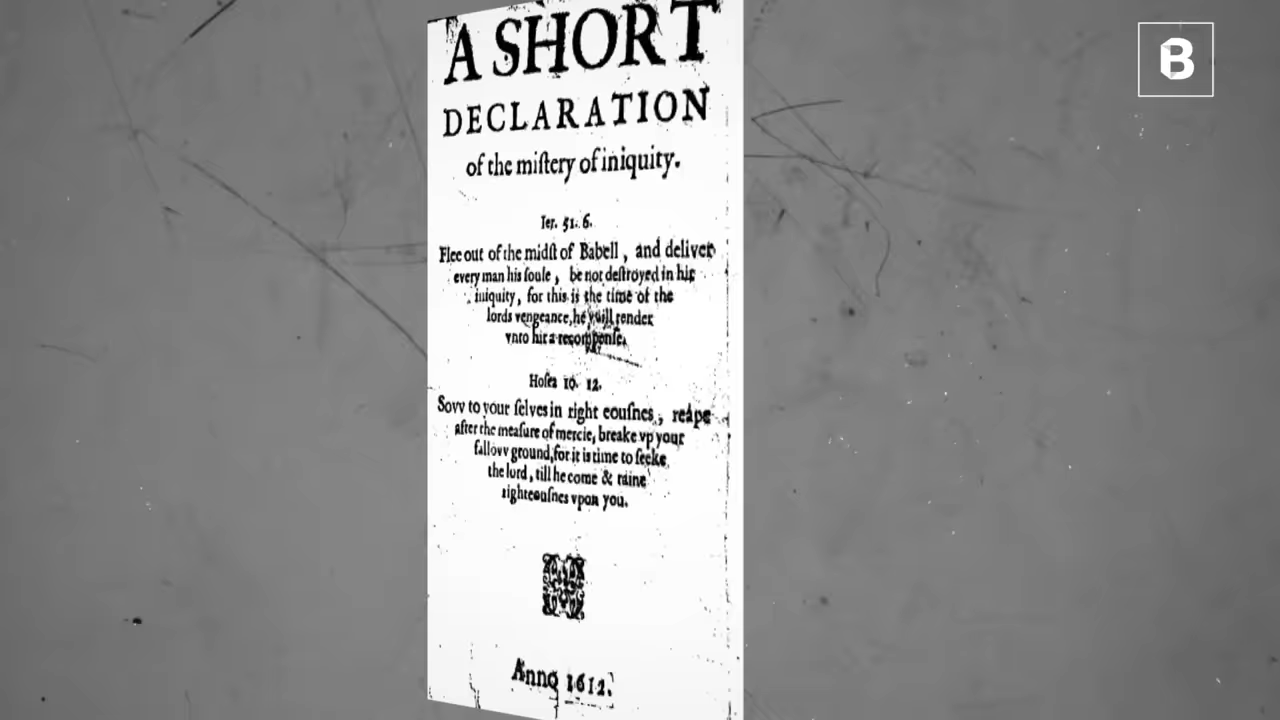 A SHORT
DECLARATION
of the miſtery of iniquity.
Ier. 51. 6.
Flee out of the midſt of Babell, and deliver
every man his ſoule, be not deſtroyed in his
iniquity, for this is the time of the
lords vengeance, he will render
vnto hir a recompenſe.
Hoſea 10. 12.
Sovv to your ſelves in right eouſnes, reape
after the meaſure of mercie, breake vp your
fallovv ground, for it is time to ſeeke
the lord, till he come & raine
righteouſnes vpon you.
Anno 1612.
B